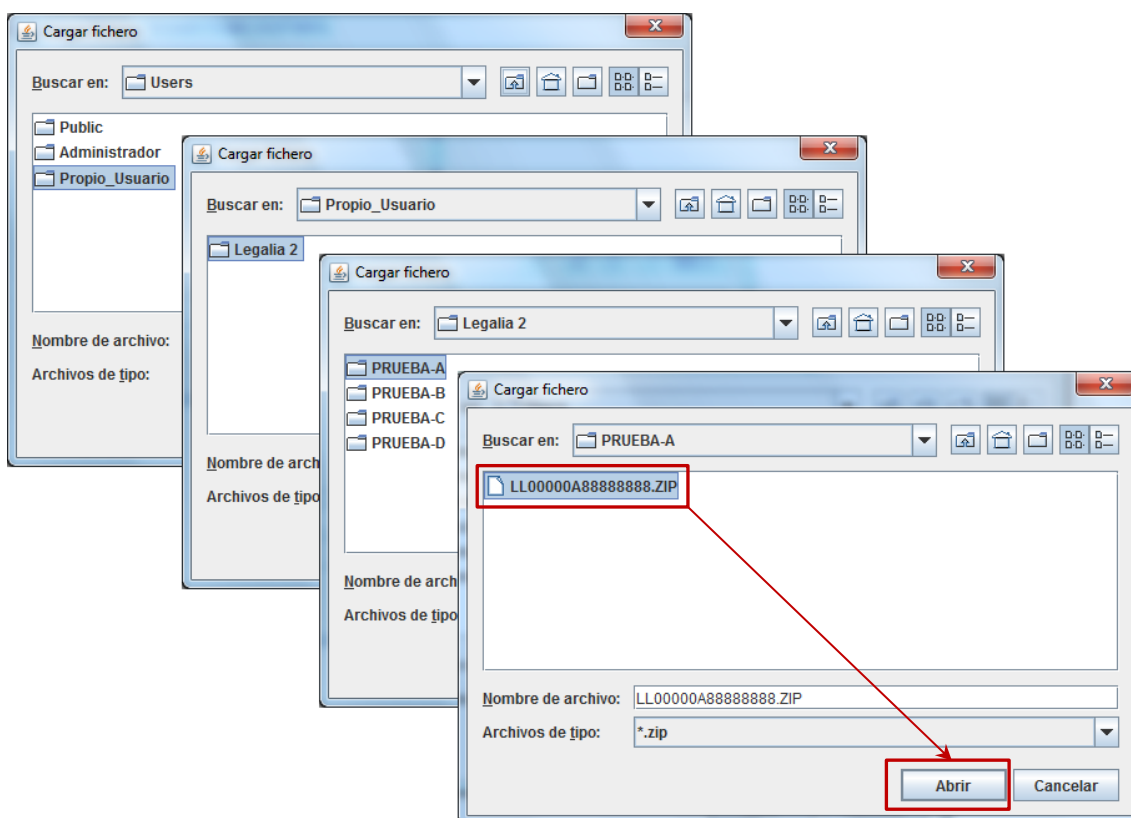 Cargar fichero
Buscar en: Users
Public
Administrador
Propio_Usuario
Nombre de archivo:
Archivos de tipo:
Cargar fichero
Buscar en: Propio_Usuario
Legalia 2
Nombre de arch
Archivos de tipo
Cargar fichero
Buscar en: Legalia 2
PRUEBA-A
PRUEBA-B
PRUEBA-C
PRUEBA-D
Nombre de arch
Archivos de tipo
Cargar fichero
Buscar en: PRUEBA-A
LL00000A88888888.ZIP
Nombre de archivo: LL00000A88888888.ZIP
Archivos de tipo: *.zip
Abrir Cancelar